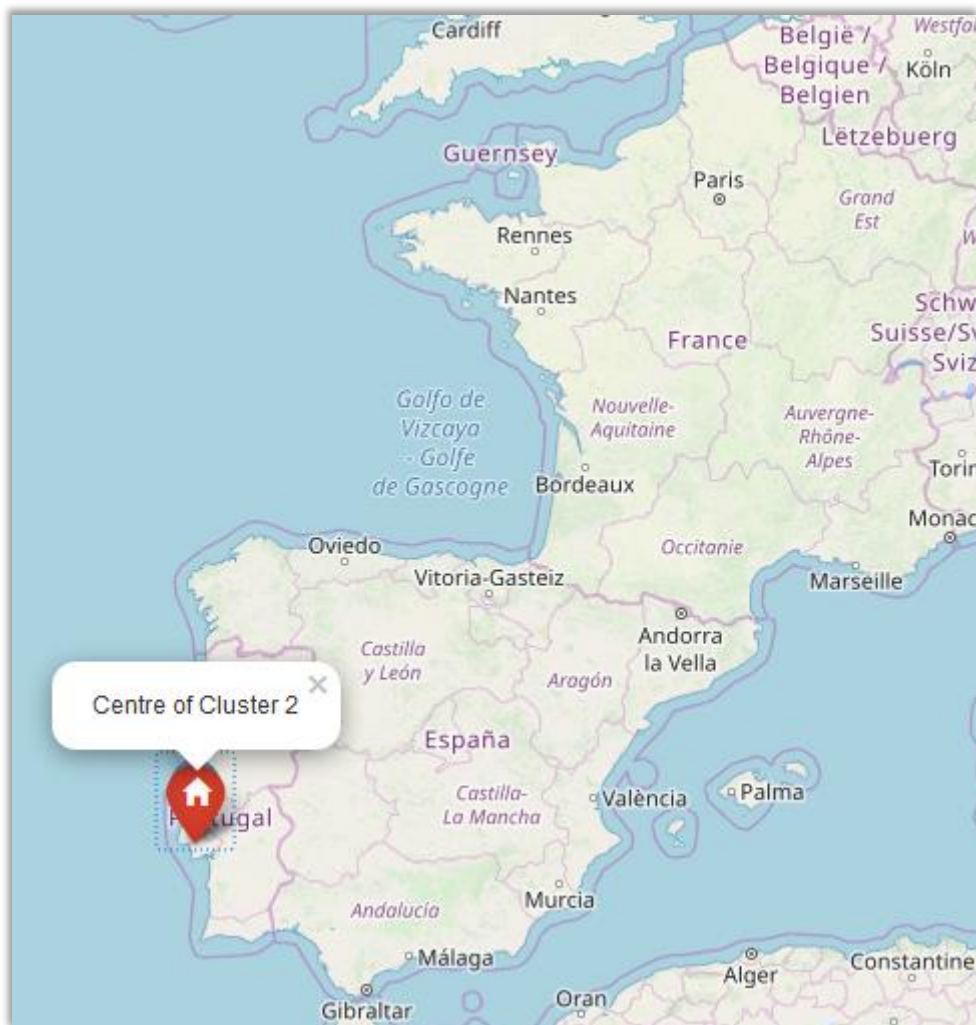 Cardiff
België /
Belgique /
Belgien
Westfal
Köln
Lëtzebuerg
Guernsey
Paris
Grand
Est
Rennes
Nantes
France
Schw
Suisse/Sv
Sviz
Golfo de
Vizcaya
- Golfe
de Gascogne
Nouvelle-
Aquitaine
Auvergne-
Rhône-
Alpes
Bordeaux
Torin
Monac
Oviedo
Vitoria-Gasteiz
Occitanie
Marseille
Andorra
la Vella
Castilla
y León
Aragón
Centre of Cluster 2
×
España
Castilla-
La Mancha
València
Palma
Portugal
Murcia
Andalucía
Málaga
Gibraltar
Alger
Constantine
Oran